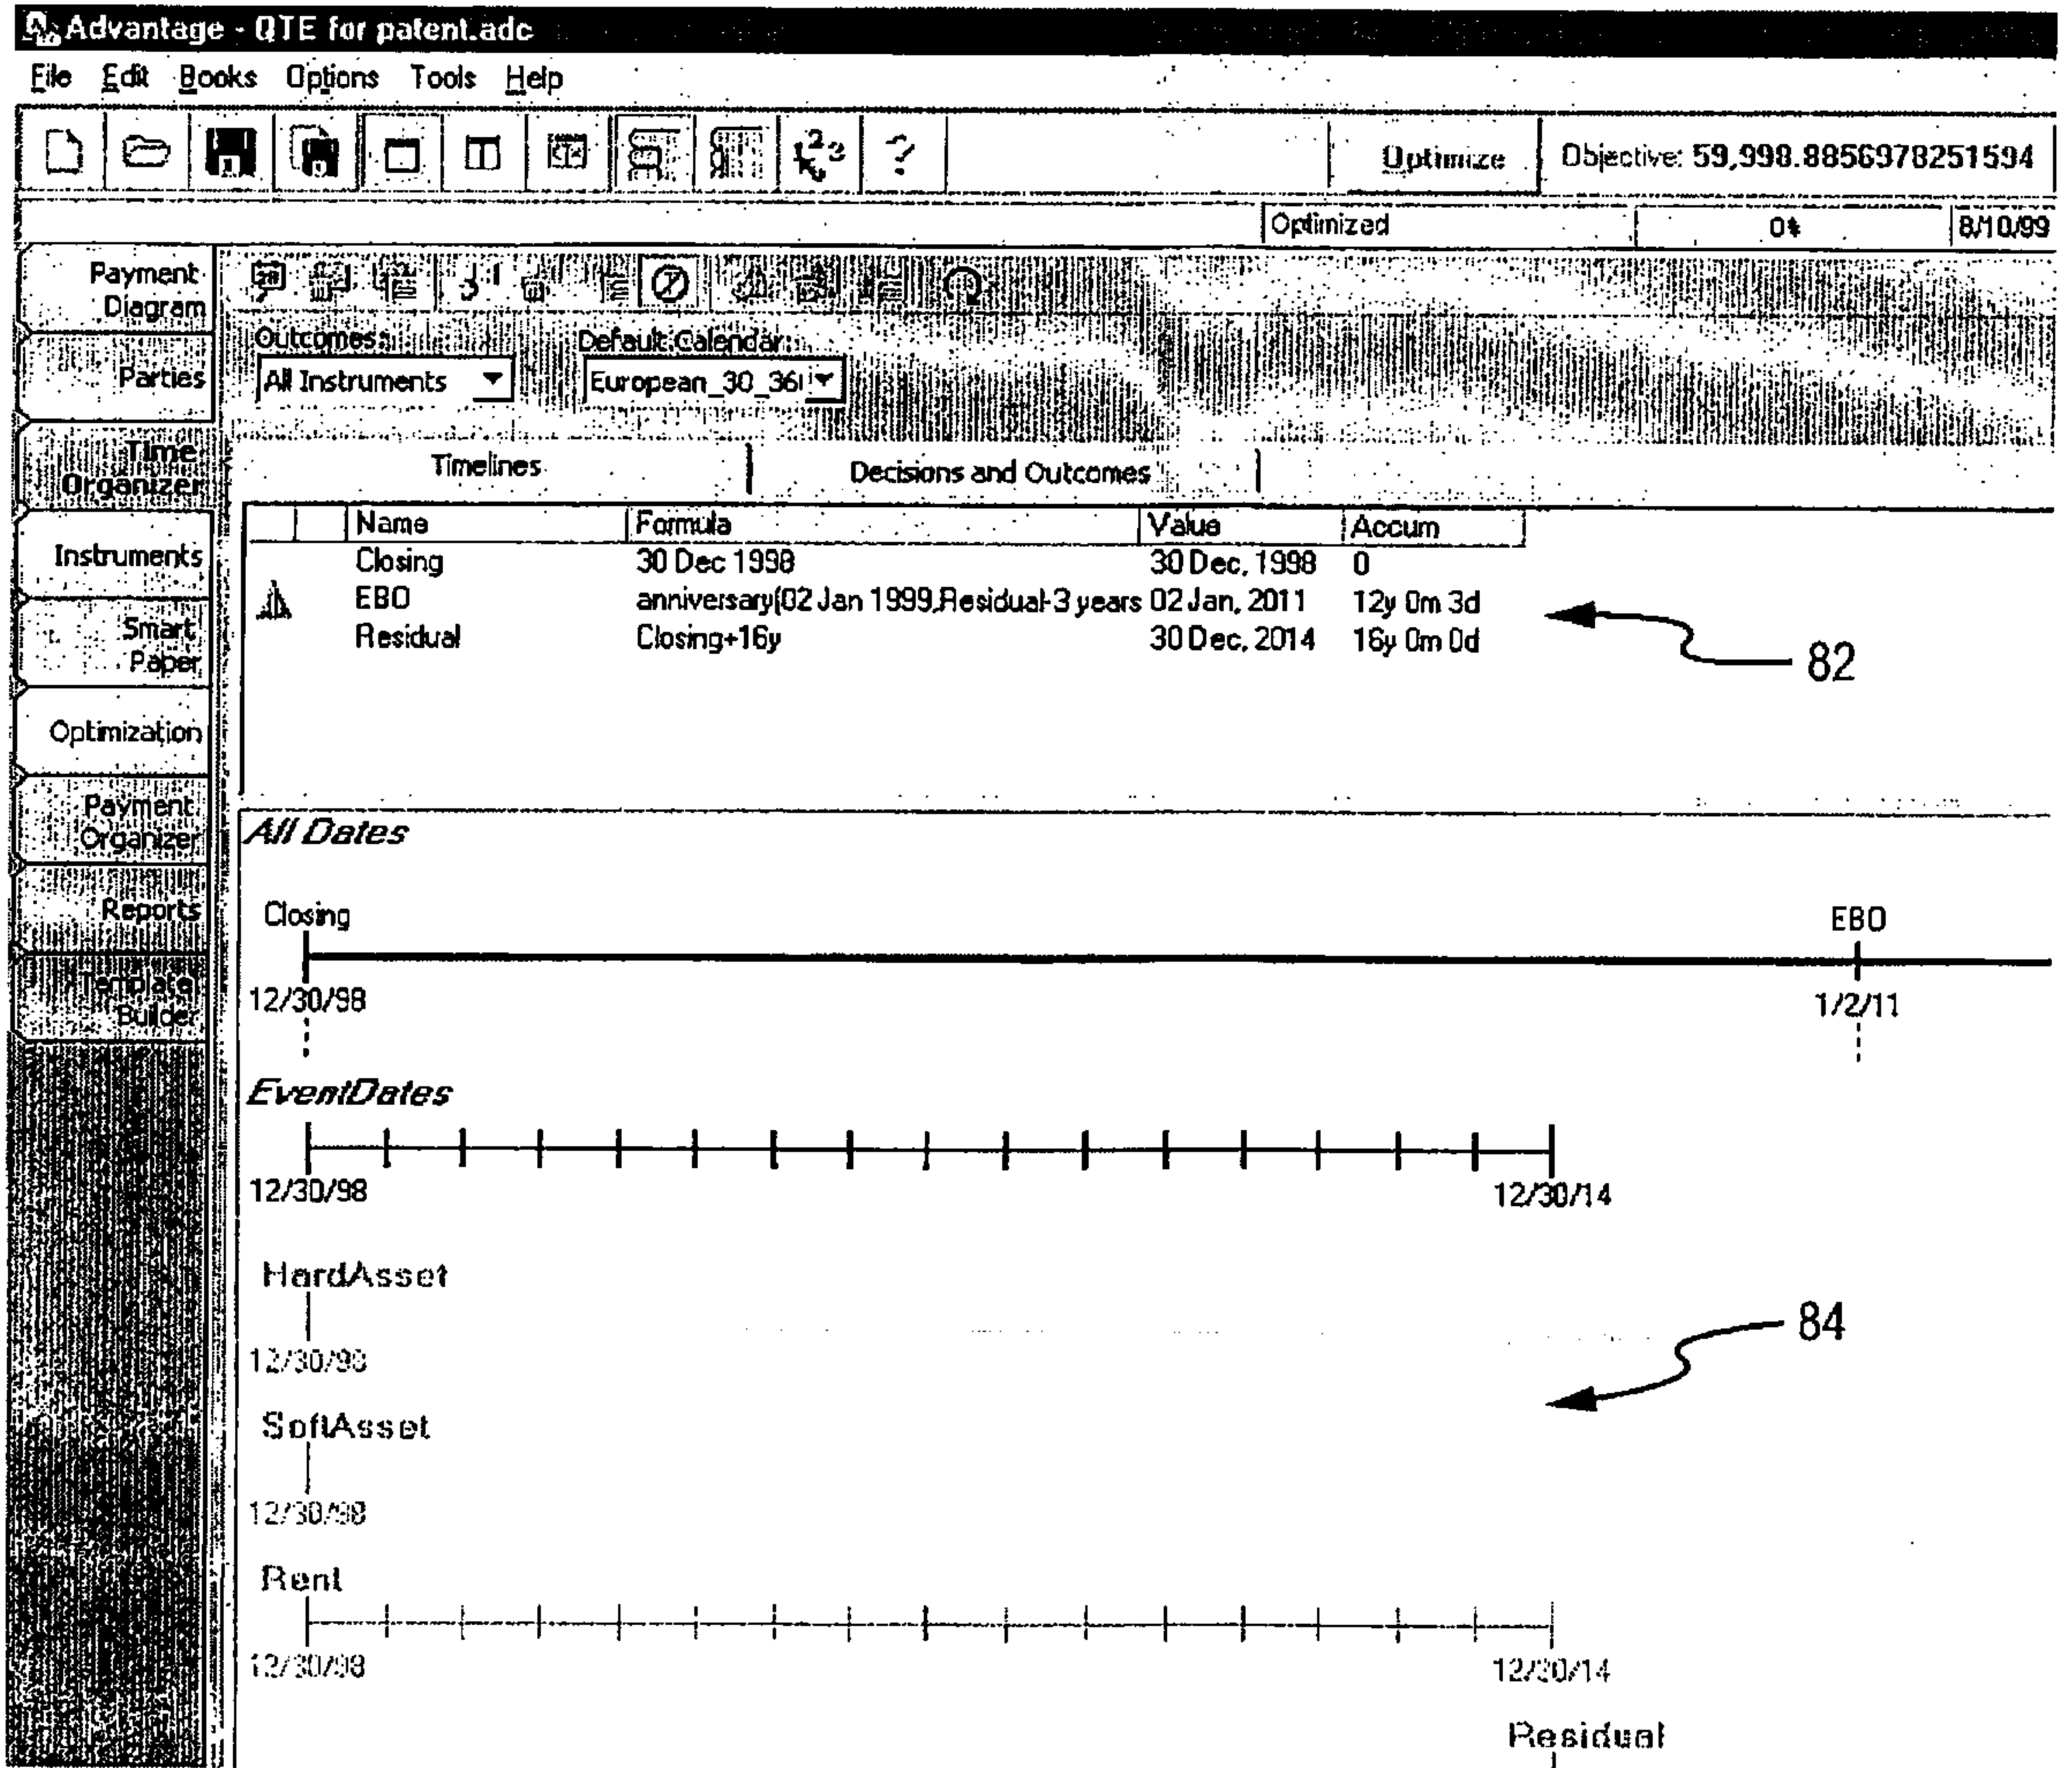 Advantage - QTE for patent.adc
File Edit Books Options Tools Help
Optimize Objective: 59,998.8856978251594
Optimized 0% 8/10/99
Payment
Diagram
Parties
Time
Organizer
Instruments
Smart
Paper
Optimization
Payment
Organizer
Reports
Template
Builder
Outcomes: Default Calendar:
All Instruments European_30_36
Timelines Decisions and Outcomes
Name Formula Value Accum
Closing 30 Dec 1998 30 Dec, 1998 0
EBO anniversary(02 Jan 1999,Residual-3 years 02 Jan, 2011 12y 0m 3d
Residual Closing+16y 30 Dec, 2014 16y 0m 0d
82
All Dates
Closing EBO
12/30/98 1/2/11
EventDates
12/30/98 12/30/14
HardAsset
12/30/98
84
SoftAsset
12/30/98
Rent
12/30/98 12/30/14
Residual